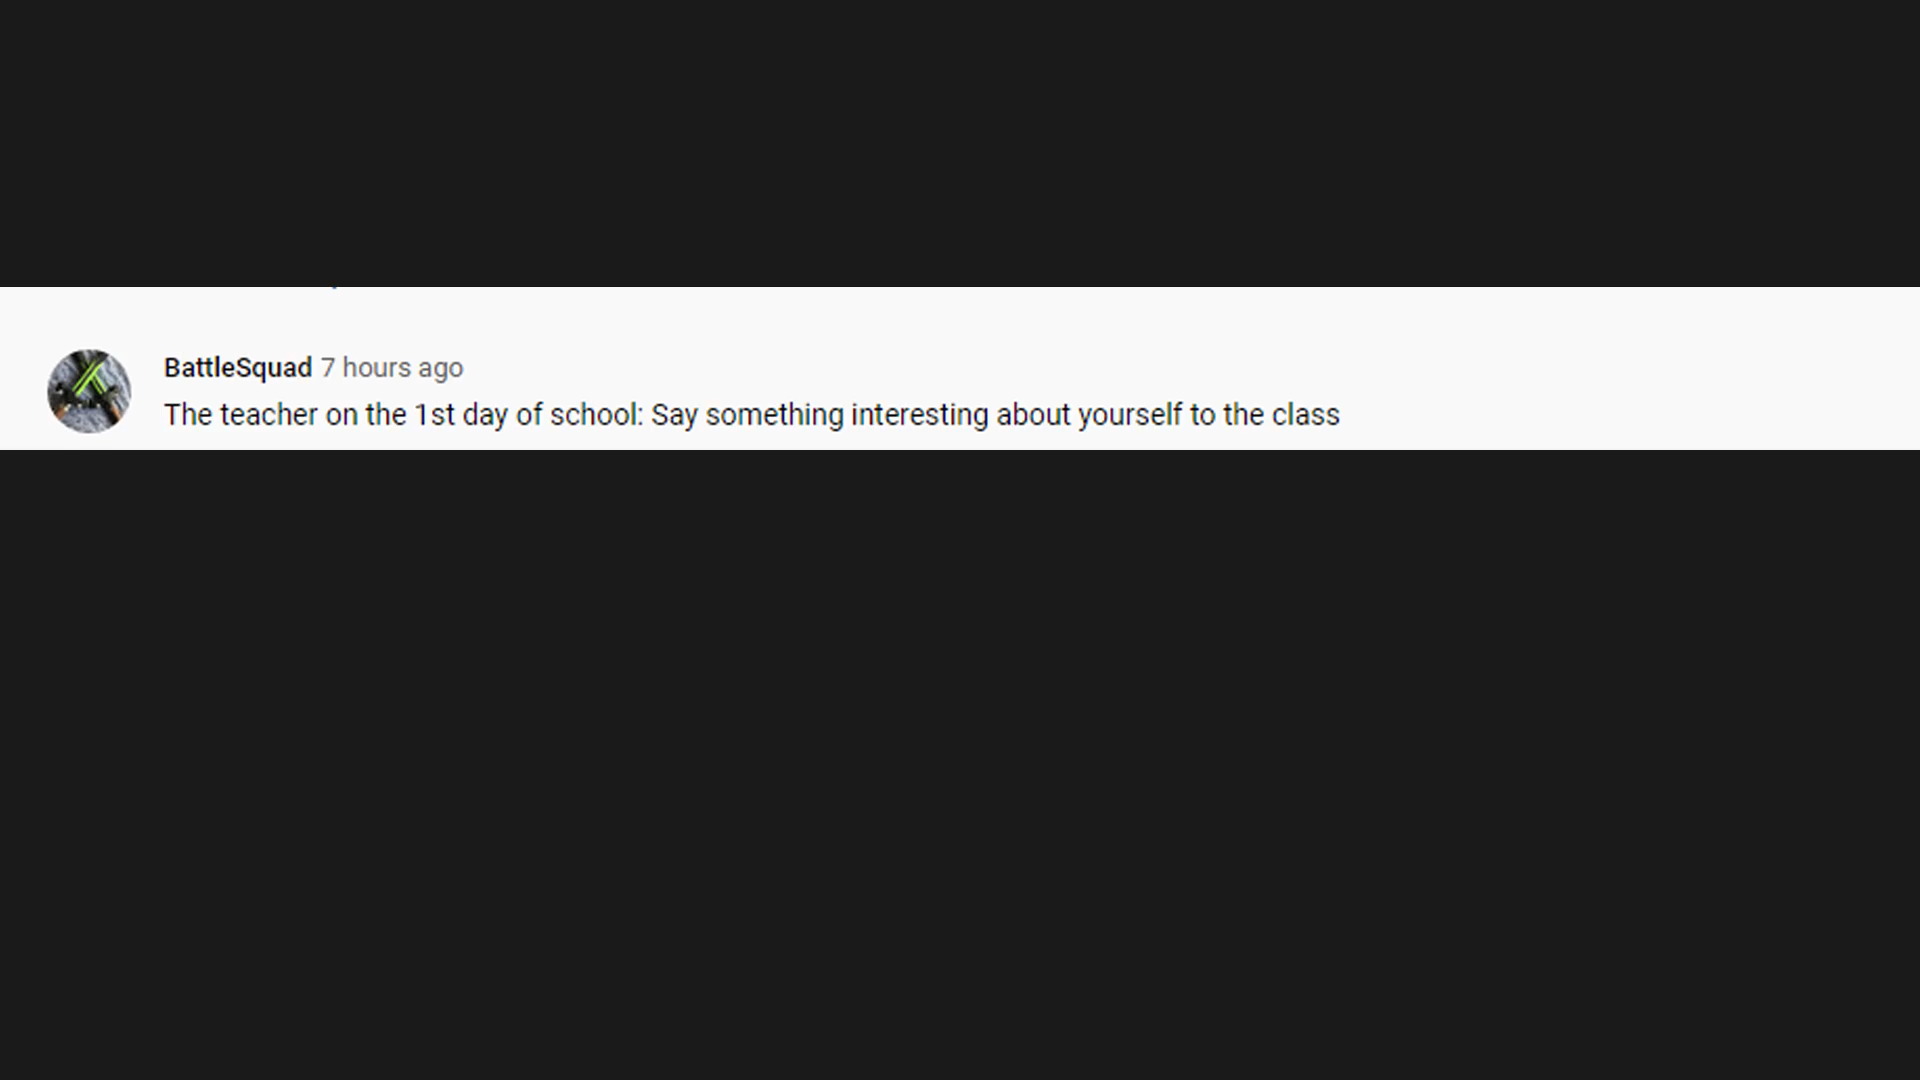 BattleSquad 7 hours ago
The teacher on the 1st day of school: Say something interesting about yourself to the class